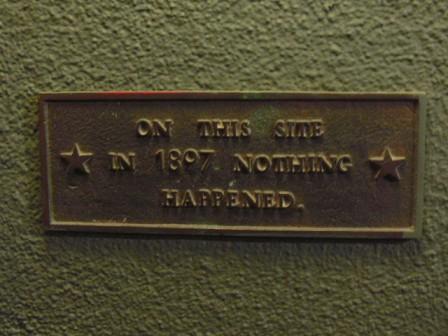 ON THIS SITE
IN 1897 NOTHING
HAPPENED.